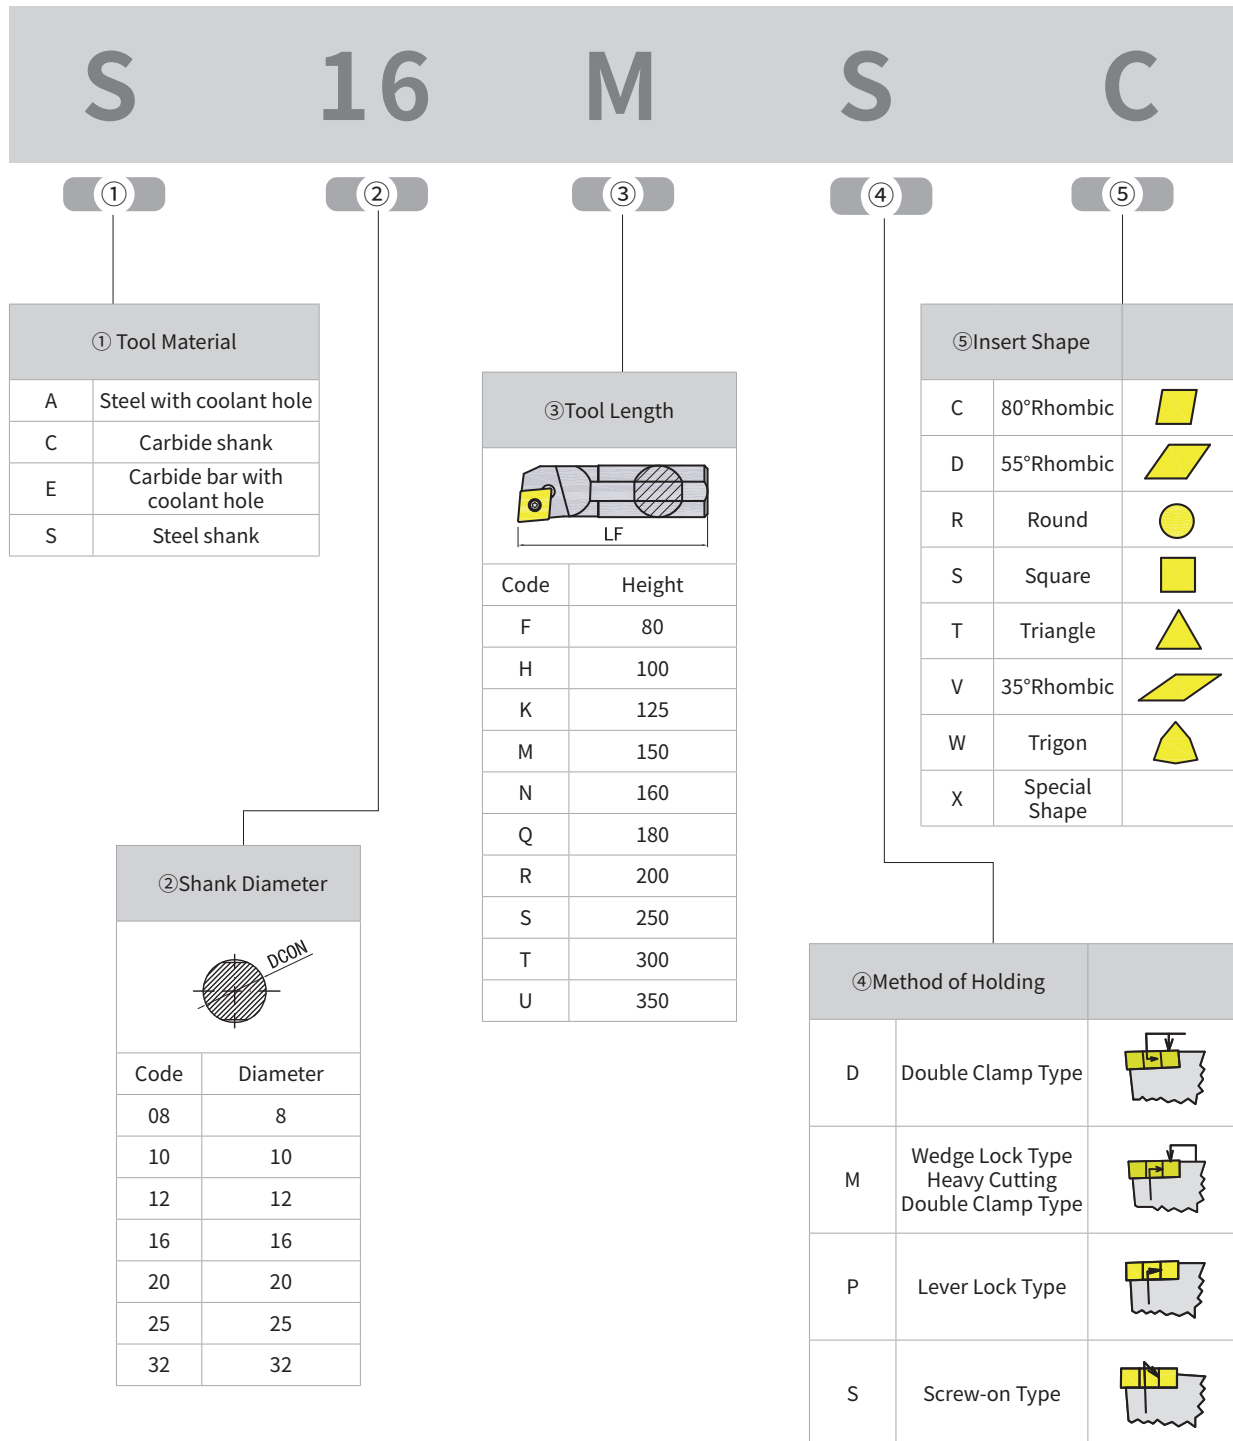 S 16 M S C
① ② ③ ④ ⑤
① Tool Material
A Steel with coolant hole
C Carbide shank
E Carbide bar with
coolant hole
S Steel shank
②Shank Diameter
DCON
Code Diameter
08 8
10 10
12 12
16 16
20 20
25 25
32 32
③Tool Length
LF
Code Height
F 80
H 100
K 125
M 150
N 160
Q 180
R 200
S 250
T 300
U 350
⑤Insert Shape
C 80°Rhombic
D 55°Rhombic
R Round
S Square
T Triangle
V 35°Rhombic
W Trigon
X Special
Shape
④Method of Holding
D Double Clamp Type
M Wedge Lock Type
Heavy Cutting
Double Clamp Type
P Lever Lock Type
S Screw-on Type